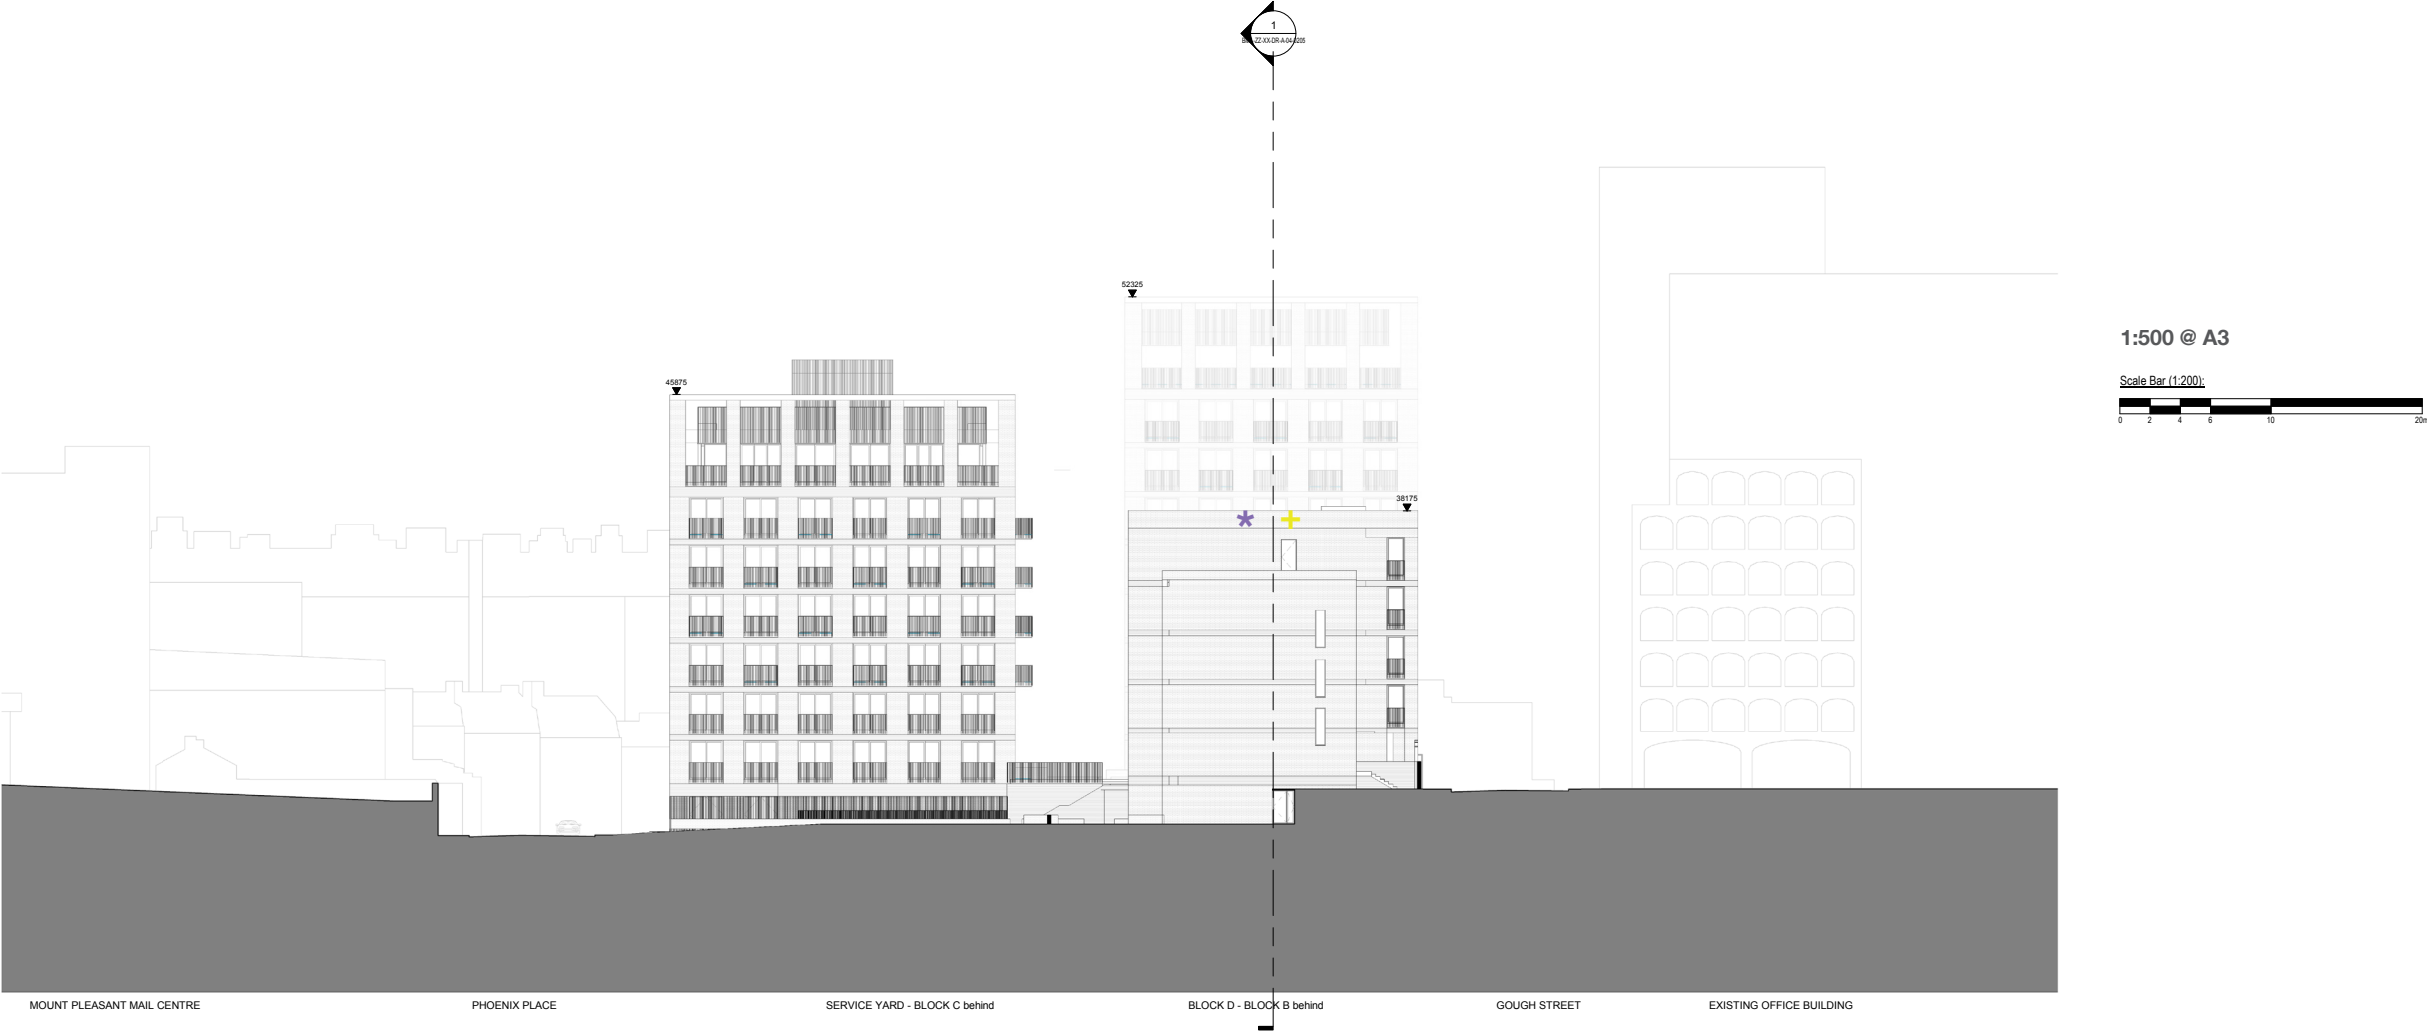 1
52325
1:500 @ A3
45875
Scale Bar (1:200):
0 2 4 6 10 20m
38175
MOUNT PLEASANT MAIL CENTRE
PHOENIX PLACE
SERVICE YARD - BLOCK C behind
BLOCK D - BLOCK B behind
GOUGH STREET
EXISTING OFFICE BUILDING